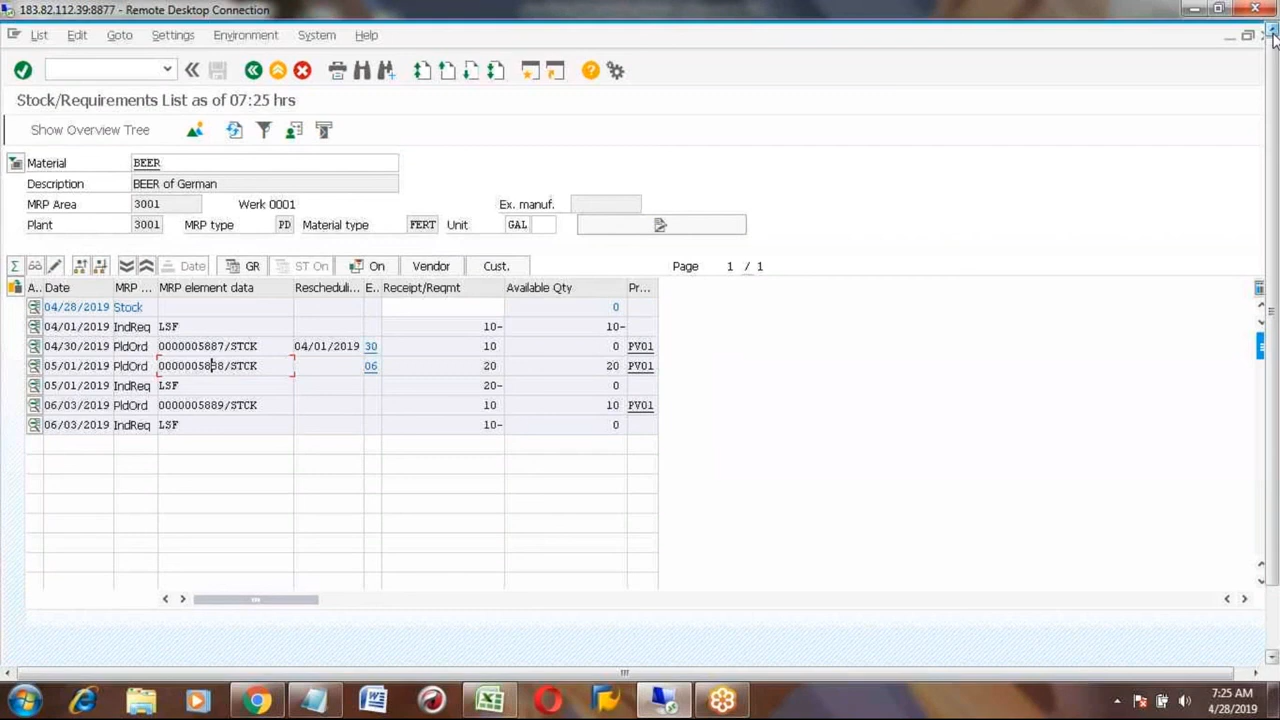 183.82.112.39:8877 - Remote Desktop Connection
List Edit Goto Settings Environment System Help
Stock/Requirements List as of 07:25 hrs
Show Overview Tree
Material BEER
Description BEER of German
MRP Area 3001 Werk 0001 Ex. manuf.
Plant 3001 MRP type PD Material type FERT Unit GAL
Date GR ST On On Vendor Cust. Page 1 / 1
A.. Date MRP ... MRP element data Rescheduli... E.. Receipt/Reqmt Available Qty Pr...
04/28/2019 Stock 0
04/01/2019 IndReq LSF 10- 10-
04/30/2019 PldOrd 0000005887/STCK 04/01/2019 30 10 0 PV01
05/01/2019 PldOrd 0000005888/STCK 06 20 20 PV01
05/01/2019 IndReq LSF 20- 0
06/03/2019 PldOrd 0000005889/STCK 10 10 PV01
06/03/2019 IndReq LSF 10- 0
7:25 AM
4/28/2019